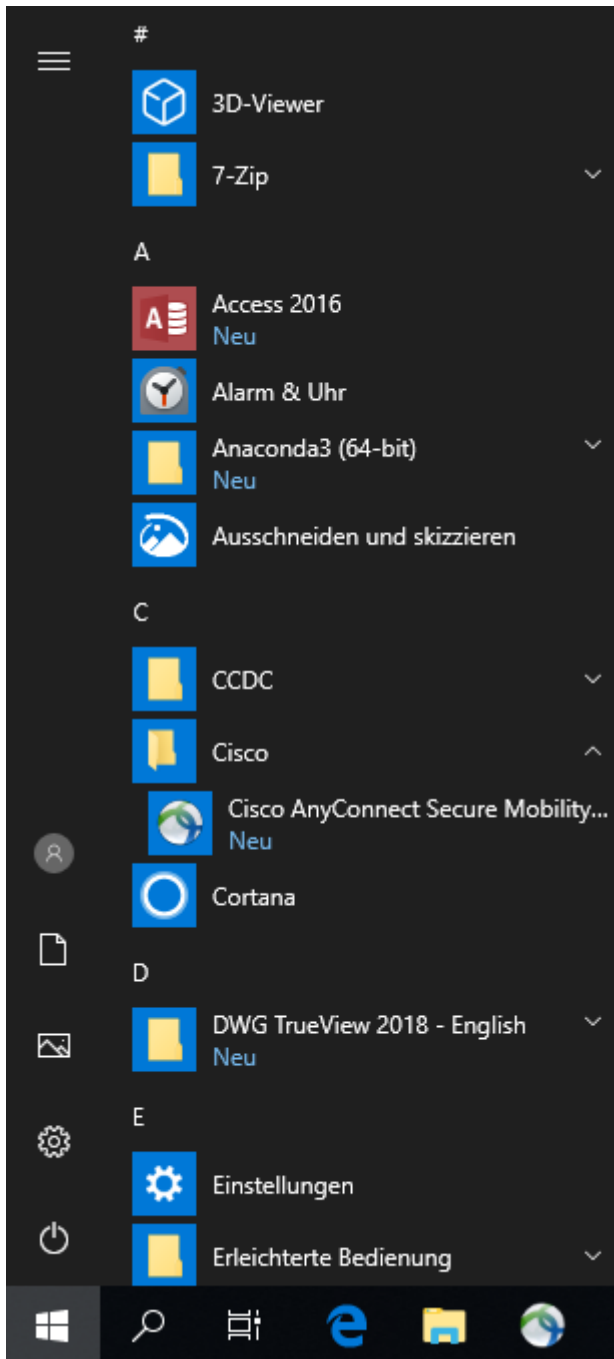 #
3D-Viewer
7-Zip
A
Access 2016
Neu
Alarm & Uhr
Anaconda3 (64-bit)
Neu
Ausschneiden und skizzieren
C
CCDC
Cisco
Cisco AnyConnect Secure Mobility...
Neu
Cortana
D
DWG TrueView 2018 - English
Neu
E
Einstellungen
Erleichterte Bedienung